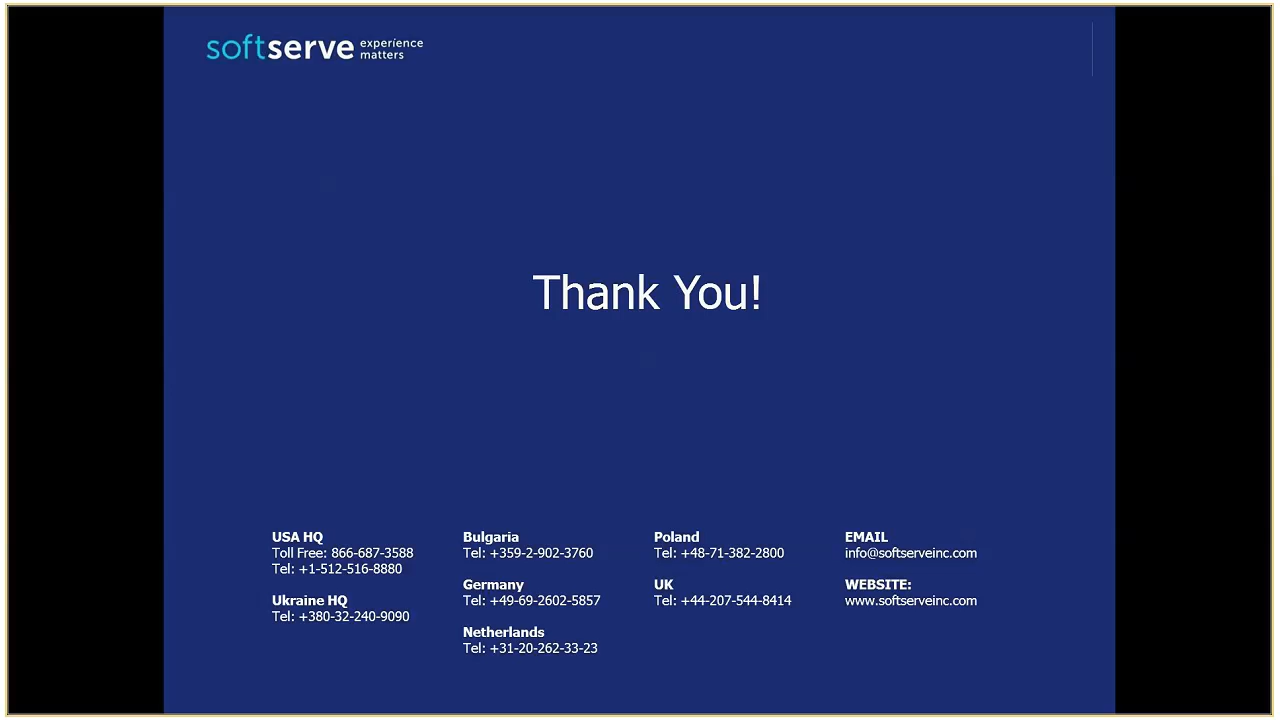 softserve experience
matters
Thank You!
USA HQ
Toll Free: 866-687-3588
Tel: +1-512-516-8880
Ukraine HQ
Tel: +380-32-240-9090
Bulgaria
Tel: +359-2-902-3760
Germany
Tel: +49-69-2602-5857
Netherlands
Tel: +31-20-262-33-23
Poland
Tel: +48-71-382-2800
UK
Tel: +44-207-544-8414
EMAIL
info@softserveinc.com
WEBSITE:
www.softserveinc.com